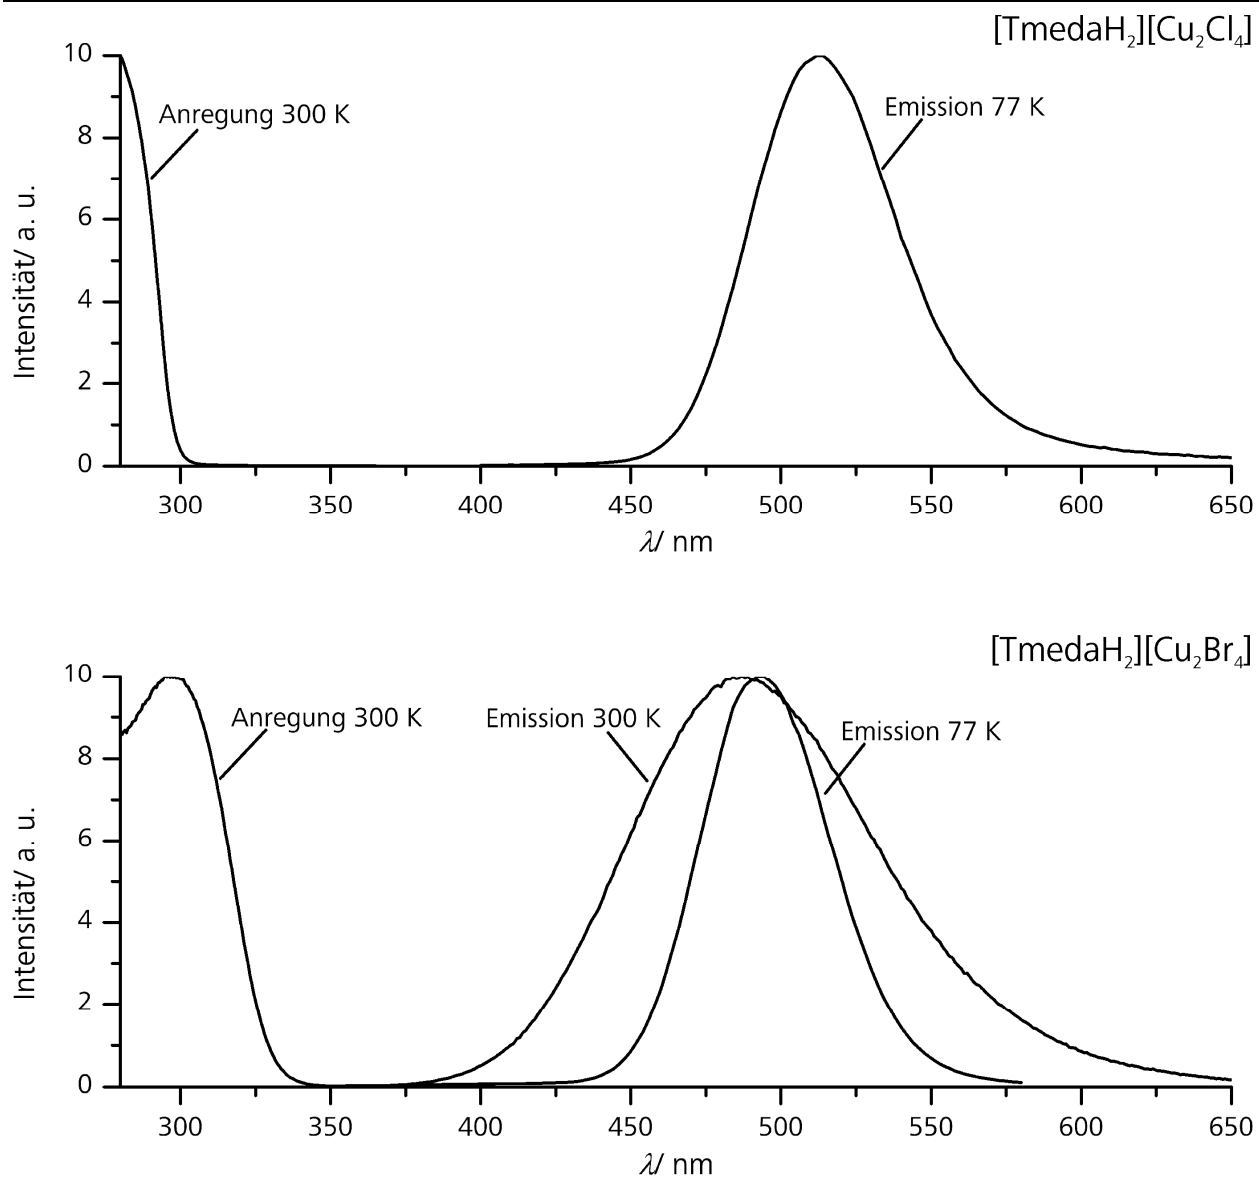 [TmedaH₂][Cu₂Cl₄]
10
Anregung 300 K
Emission 77 K
8
6
Intensität/ a. u.
4
2
0
300 350 400 450 500 550 600 650
λ/ nm
[TmedaH₂][Cu₂Br₄]
10
Anregung 300 K Emission 300 K
Emission 77 K
8
6
Intensität/ a. u.
4
2
0
300 350 400 450 500 550 600 650
λ/ nm